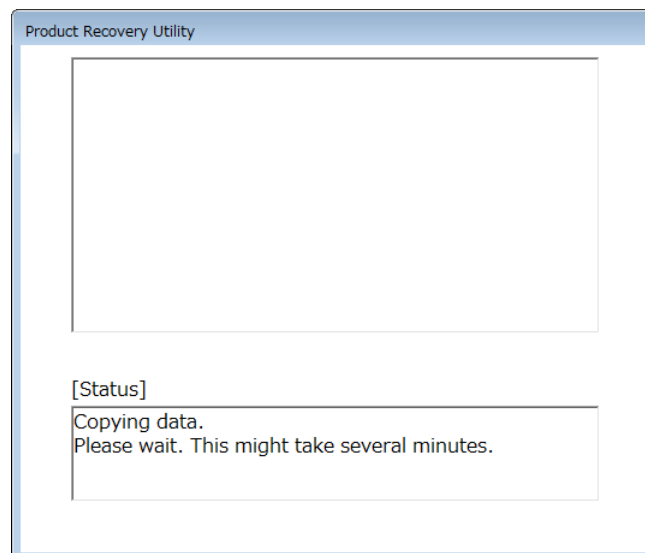 Product Recovery Utility
[Status]
Copying data.
Please wait. This might take several minutes.